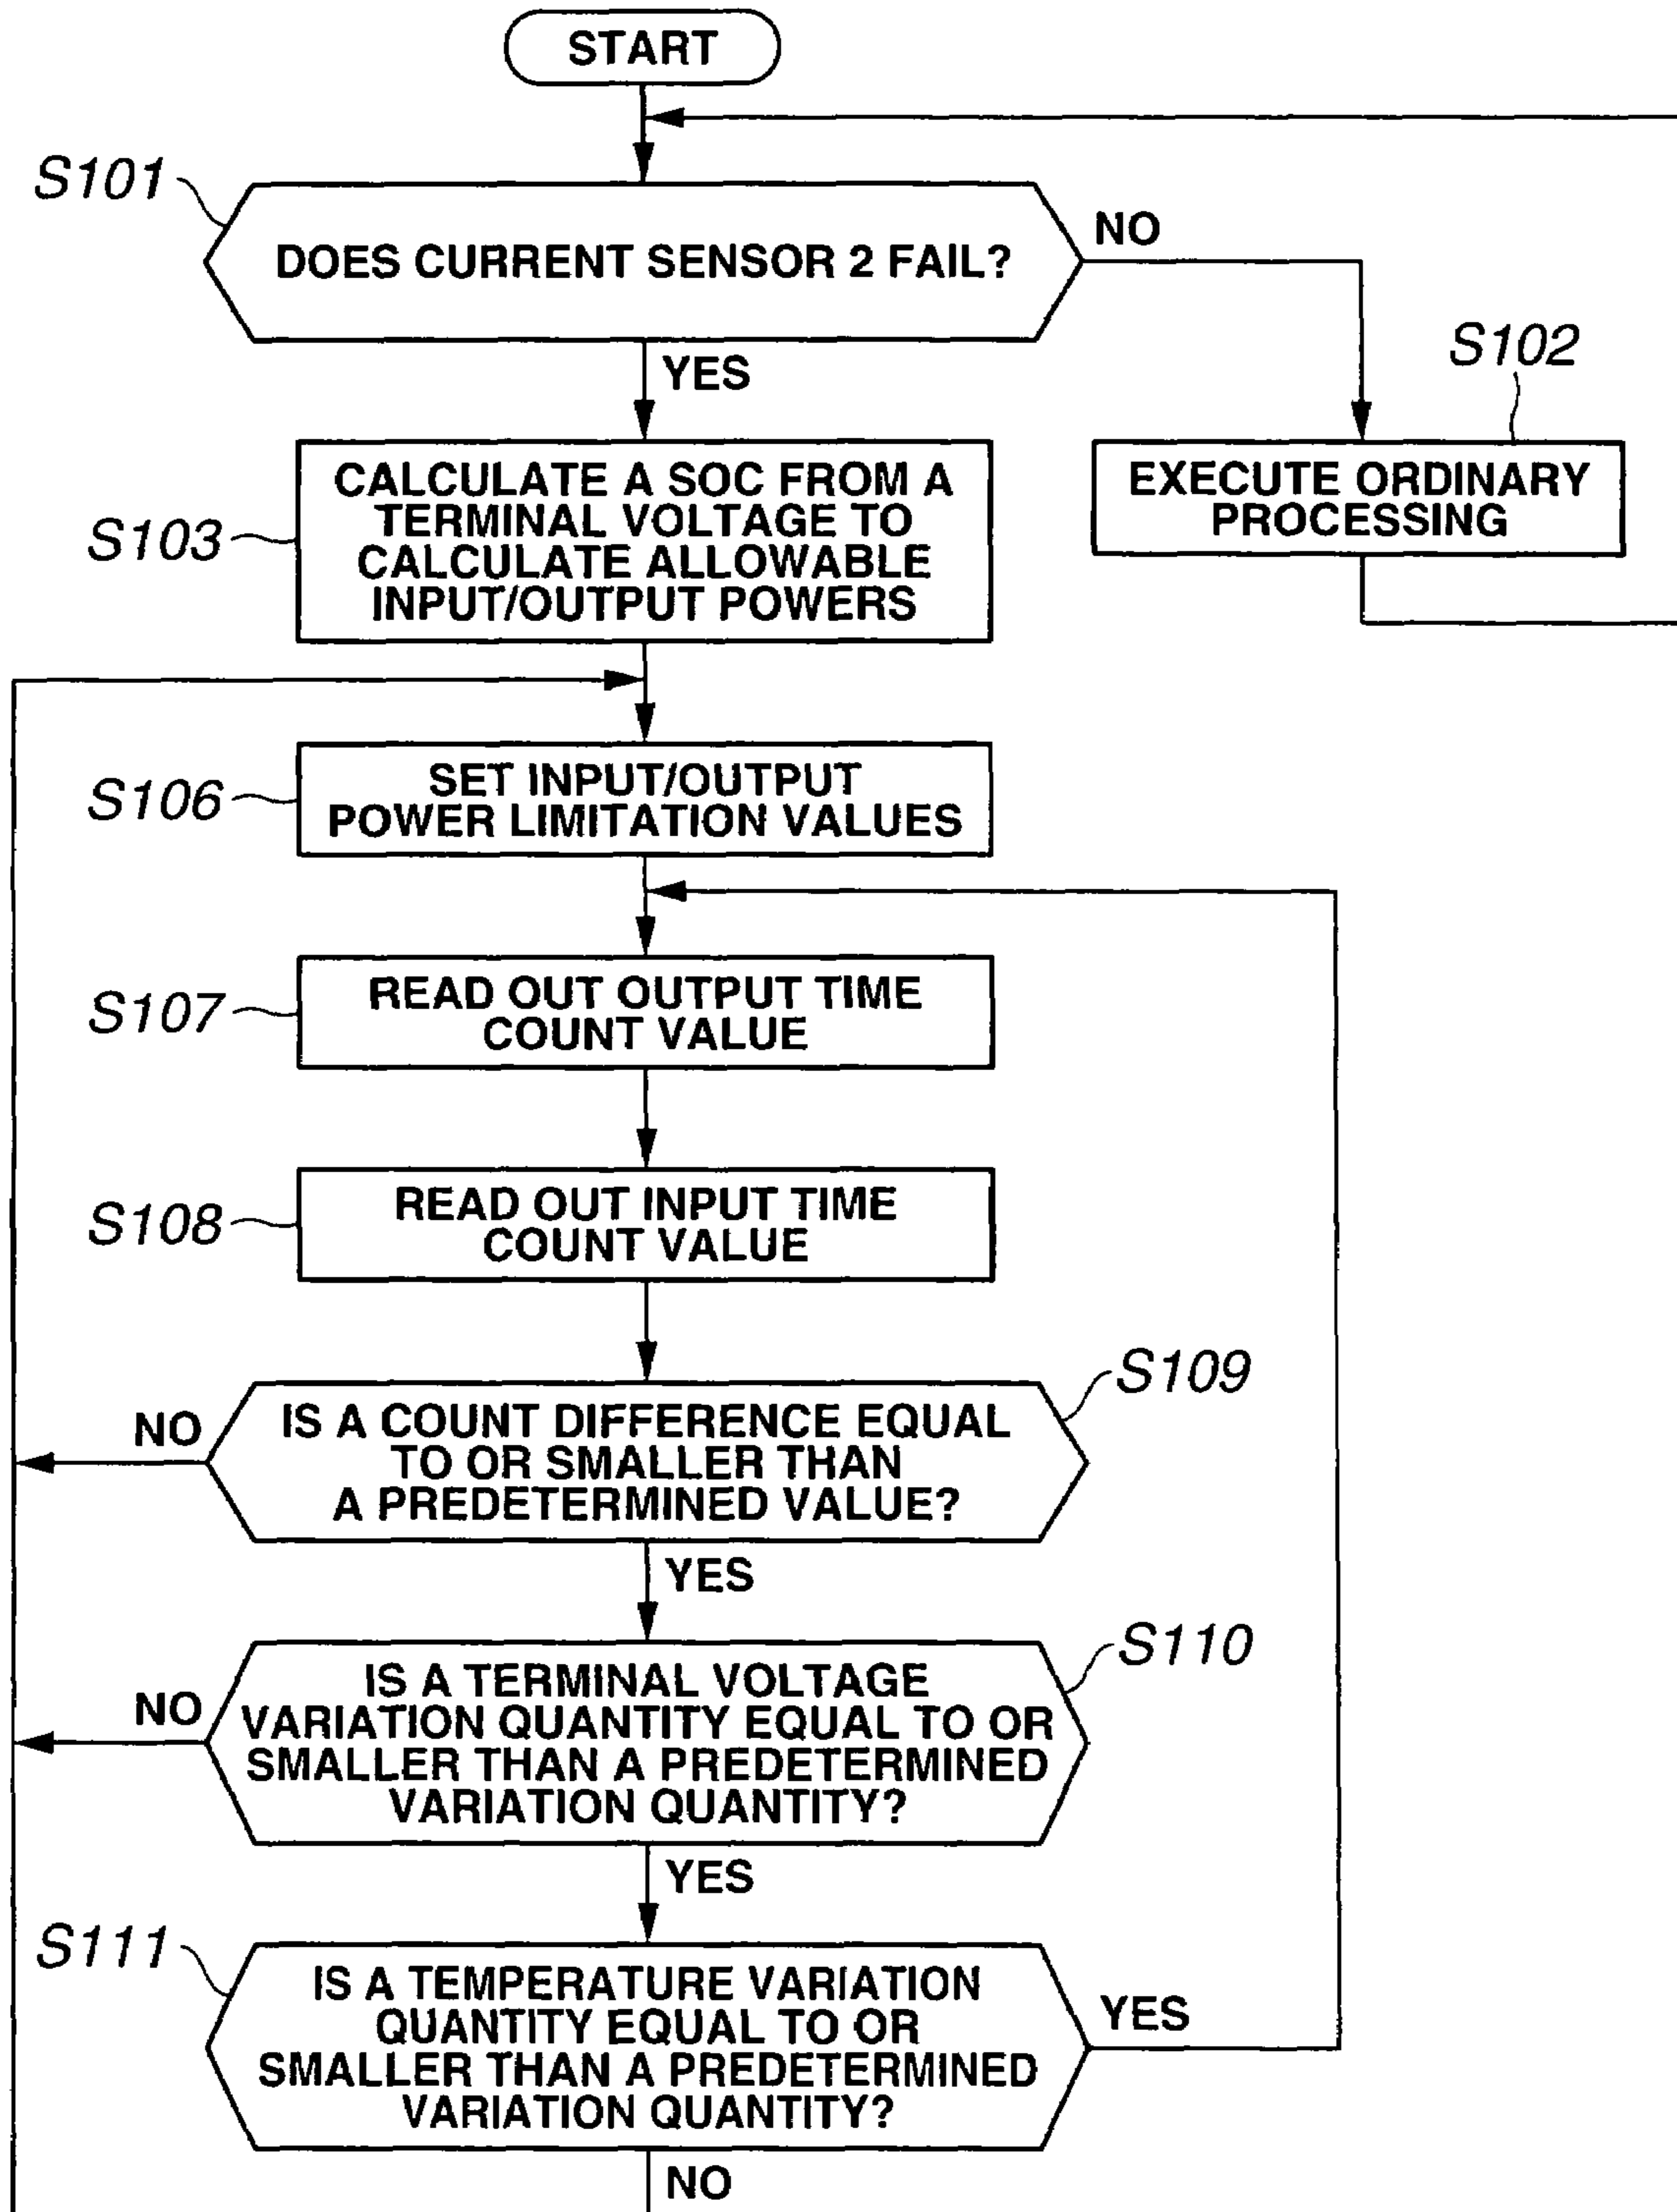 START
S101
DOES CURRENT SENSOR 2 FAIL?
NO
YES
S102
EXECUTE ORDINARY
PROCESSING
S103
CALCULATE A SOC FROM A
TERMINAL VOLTAGE TO
CALCULATE ALLOWABLE
INPUT/OUTPUT POWERS
S106
SET INPUT/OUTPUT
POWER LIMITATION VALUES
S107
READ OUT OUTPUT TIME
COUNT VALUE
S108
READ OUT INPUT TIME
COUNT VALUE
S109
NO
IS A COUNT DIFFERENCE EQUAL
TO OR SMALLER THAN
A PREDETERMINED VALUE?
YES
S110
NO
IS A TERMINAL VOLTAGE
VARIATION QUANTITY EQUAL TO OR
SMALLER THAN A PREDETERMINED
VARIATION QUANTITY?
YES
S111
IS A TEMPERATURE VARIATION
QUANTITY EQUAL TO OR
SMALLER THAN A PREDETERMINED
VARIATION QUANTITY?
YES
NO